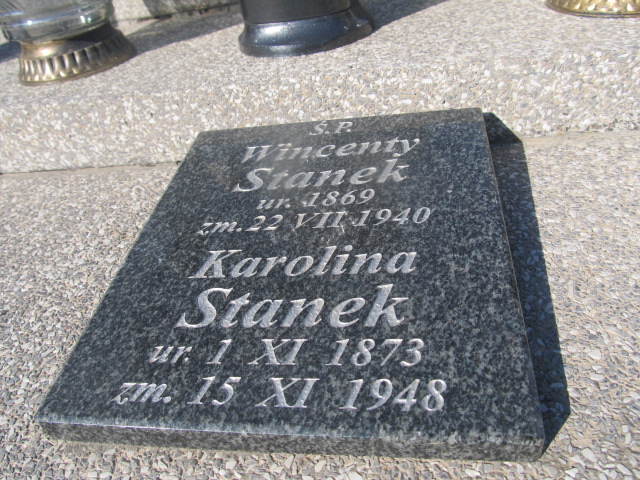 Ś.P.
Wincenty
Stanek
ur. 1869
zm. 22 VII 1940
Karolina
Stanek
ur. 1 XI 1873
zm. 15 XI 1948